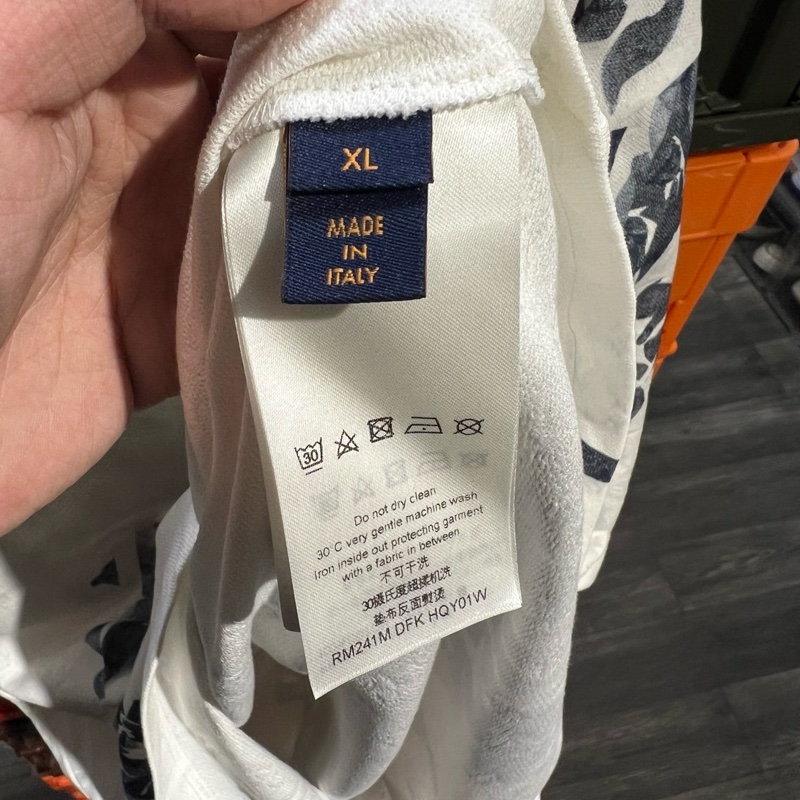 XL
MADE
IN
ITALY
30
Do not dry clean
30°C very gentle machine wash
Iron inside out protecting garment
with a fabric in between
不可干洗
30摄氏度超柔机洗
垫布反面熨烫
RM241M DFK HQY01W